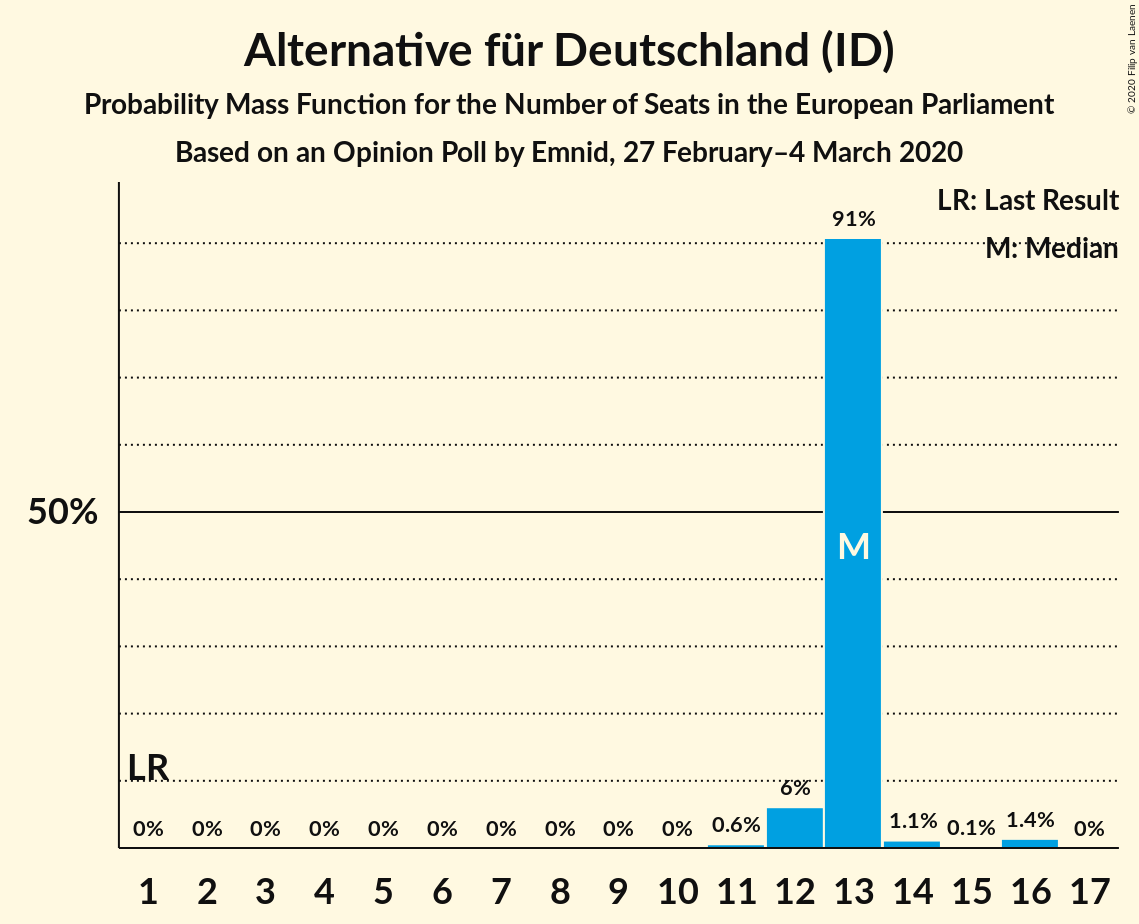 Alternative für Deutschland (ID)
Probability Mass Function for the Number of Seats in the European Parliament
Based on an Opinion Poll by Emnid, 27 February–4 March 2020
© 2020 Filip van Laenen
LR: Last Result
M: Median
91%
50%
M
LR
0% 0% 0% 0% 0% 0% 0% 0% 0% 0% 0.6% 6% 1.1% 0.1% 1.4% 0%
1 2 3 4 5 6 7 8 9 10 11 12 13 14 15 16 17